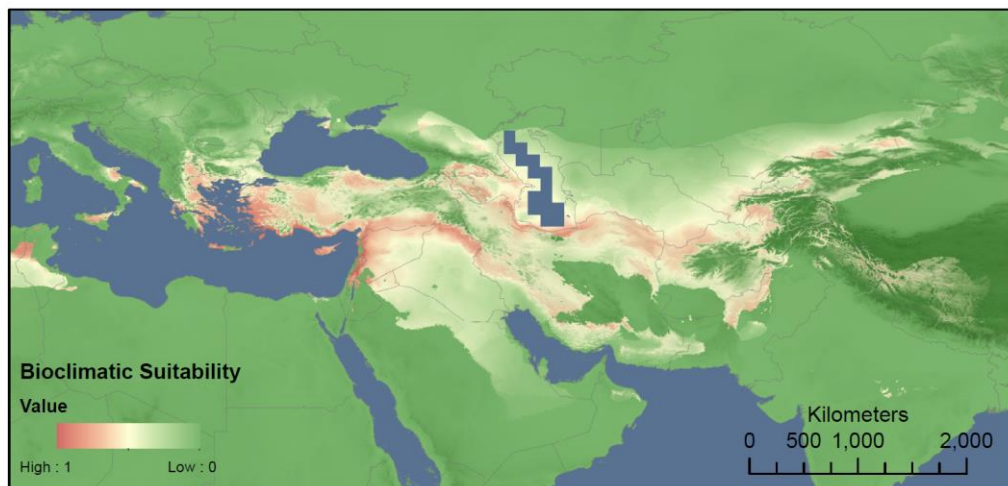 Bioclimatic Suitability
Value
High : 1 Low : 0
Kilometers
0 500 1,000 2,000